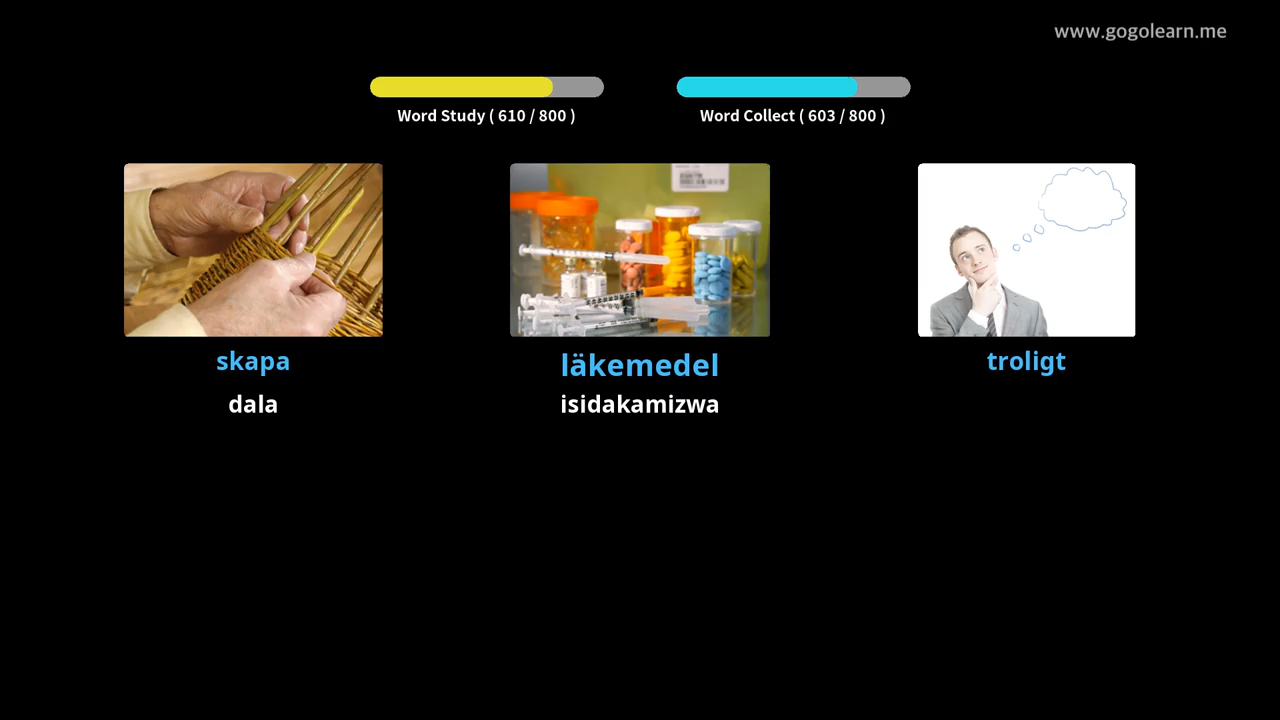 www.gogolearn.me
Word Study ( 610 / 800 )
Word Collect ( 603 / 800 )
skapa
läkemedel
troligt
dala
isidakamizwa